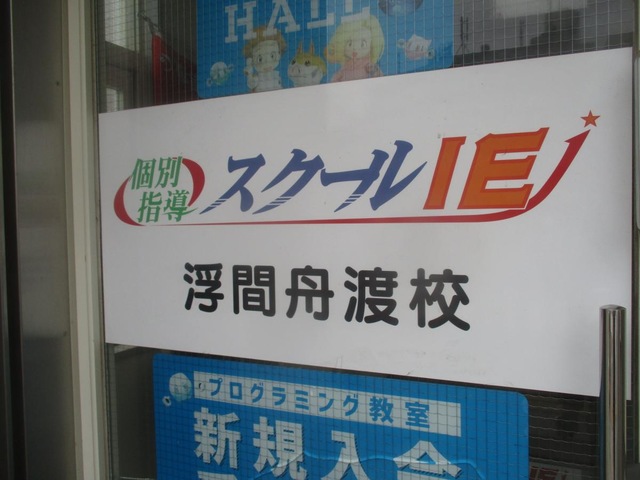 HALL
個別
指導
スクールIE
浮間舟渡校
プログラミング教室
新規入会